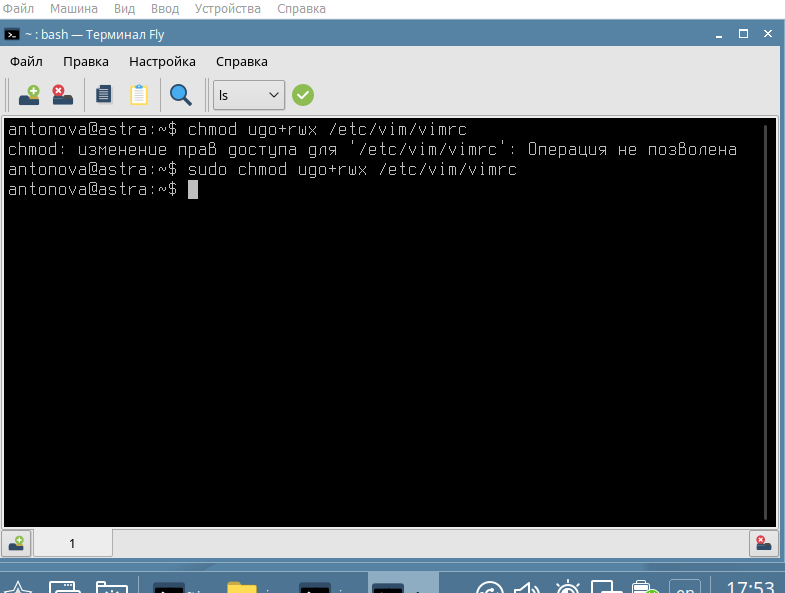 Файл Машина Вид Ввод Устройства Справка
~ : bash — Терминал Fly
Файл Правка Настройка Справка
ls
antonova@astra:~$ chmod ugo+rwx /etc/vim/vimrc
chmod: изменение прав доступа для '/etc/vim/vimrc': Операция не позволена
antonova@astra:~$ sudo chmod ugo+rwx /etc/vim/vimrc
antonova@astra:~$
1
en
17:53